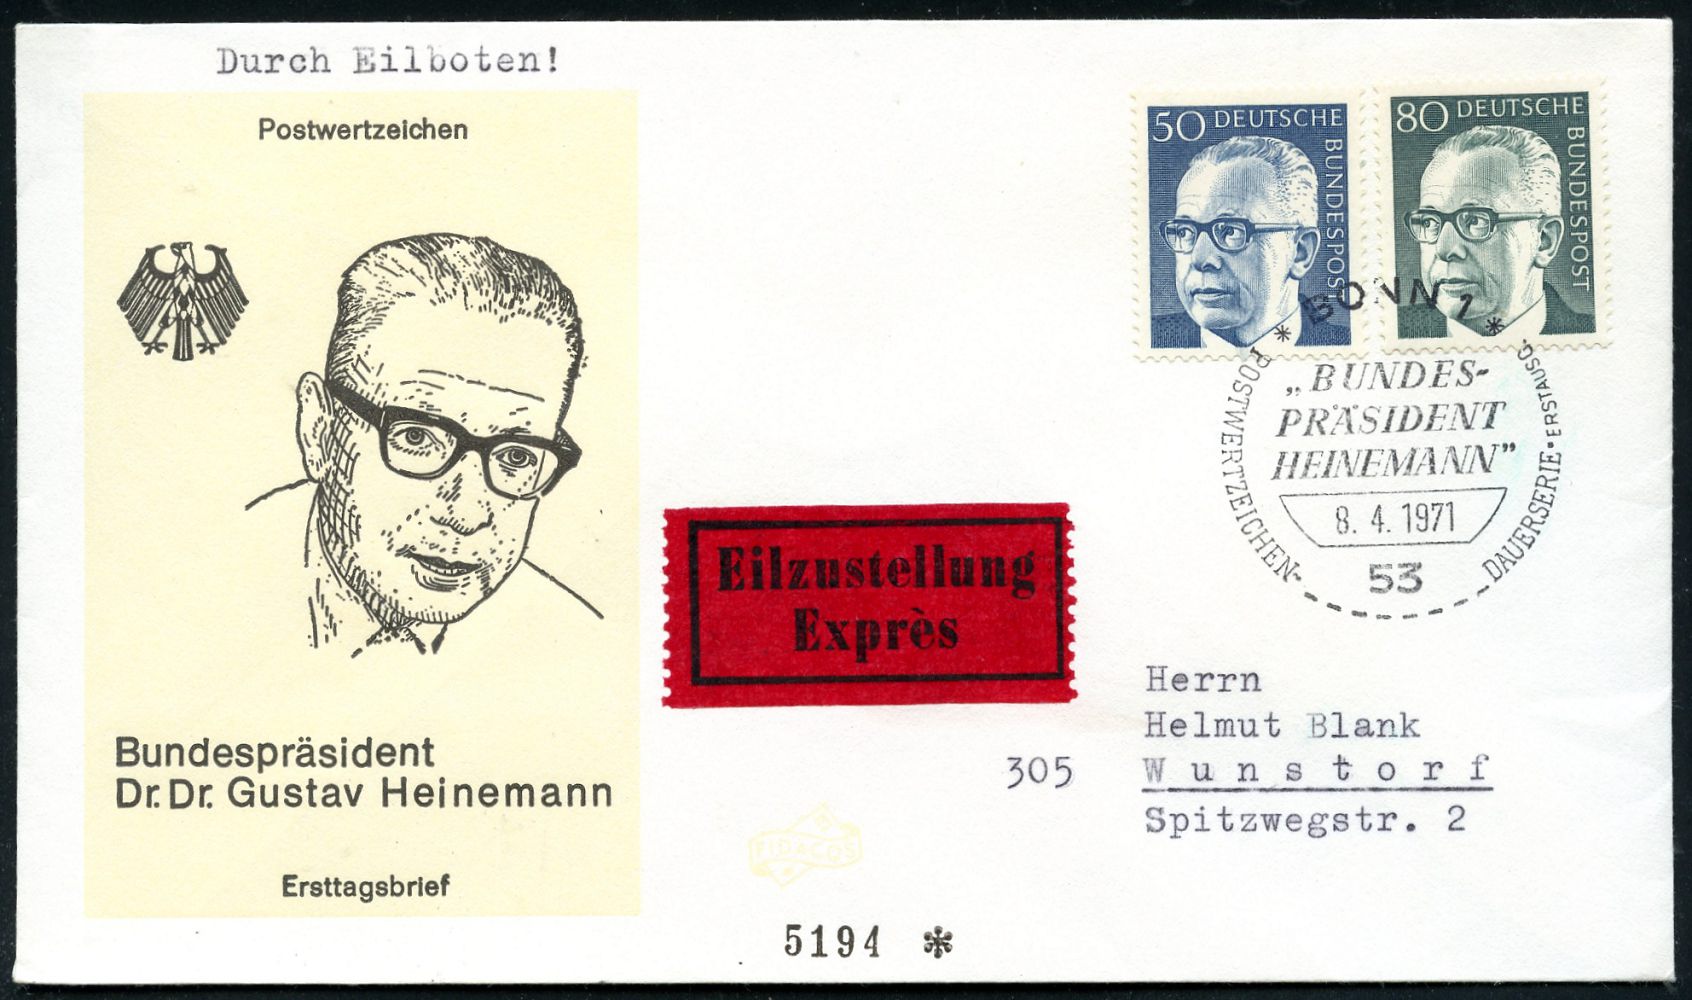 Durch Eilboten!
Postwertzeichen
Bundespräsident
Dr. Dr. Gustav Heinemann
Ersttagsbrief
50 DEUTSCHE
BUNDESPOST
80 DEUTSCHE
BUNDESPOST
* BONN 1 *
POSTWERTZEICHEN-
DAUERSERIE • ERSTAUSG.
„BUNDES-
PRÄSIDENT
HEINEMANN”
8. 4. 1971
53
Eilzustellung
Exprès
Herrn
Helmut Blank
305
Wunstorf
Spitzwegstr. 2
FIDACOS
5194 *